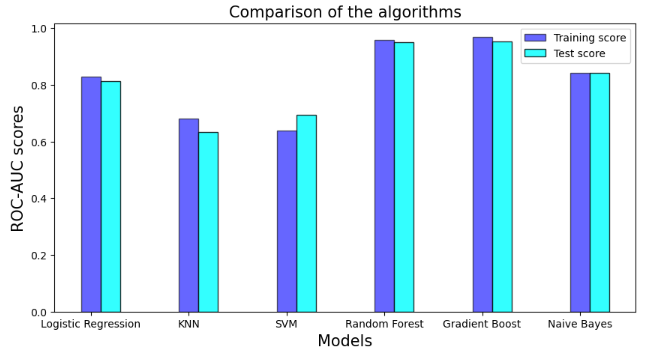 Comparison of the algorithms
Training score
Test score
ROC-AUC scores
1.0
0.8
0.6
0.4
0.2
0.0
Logistic Regression KNN SVM Random Forest Gradient Boost Naive Bayes
Models